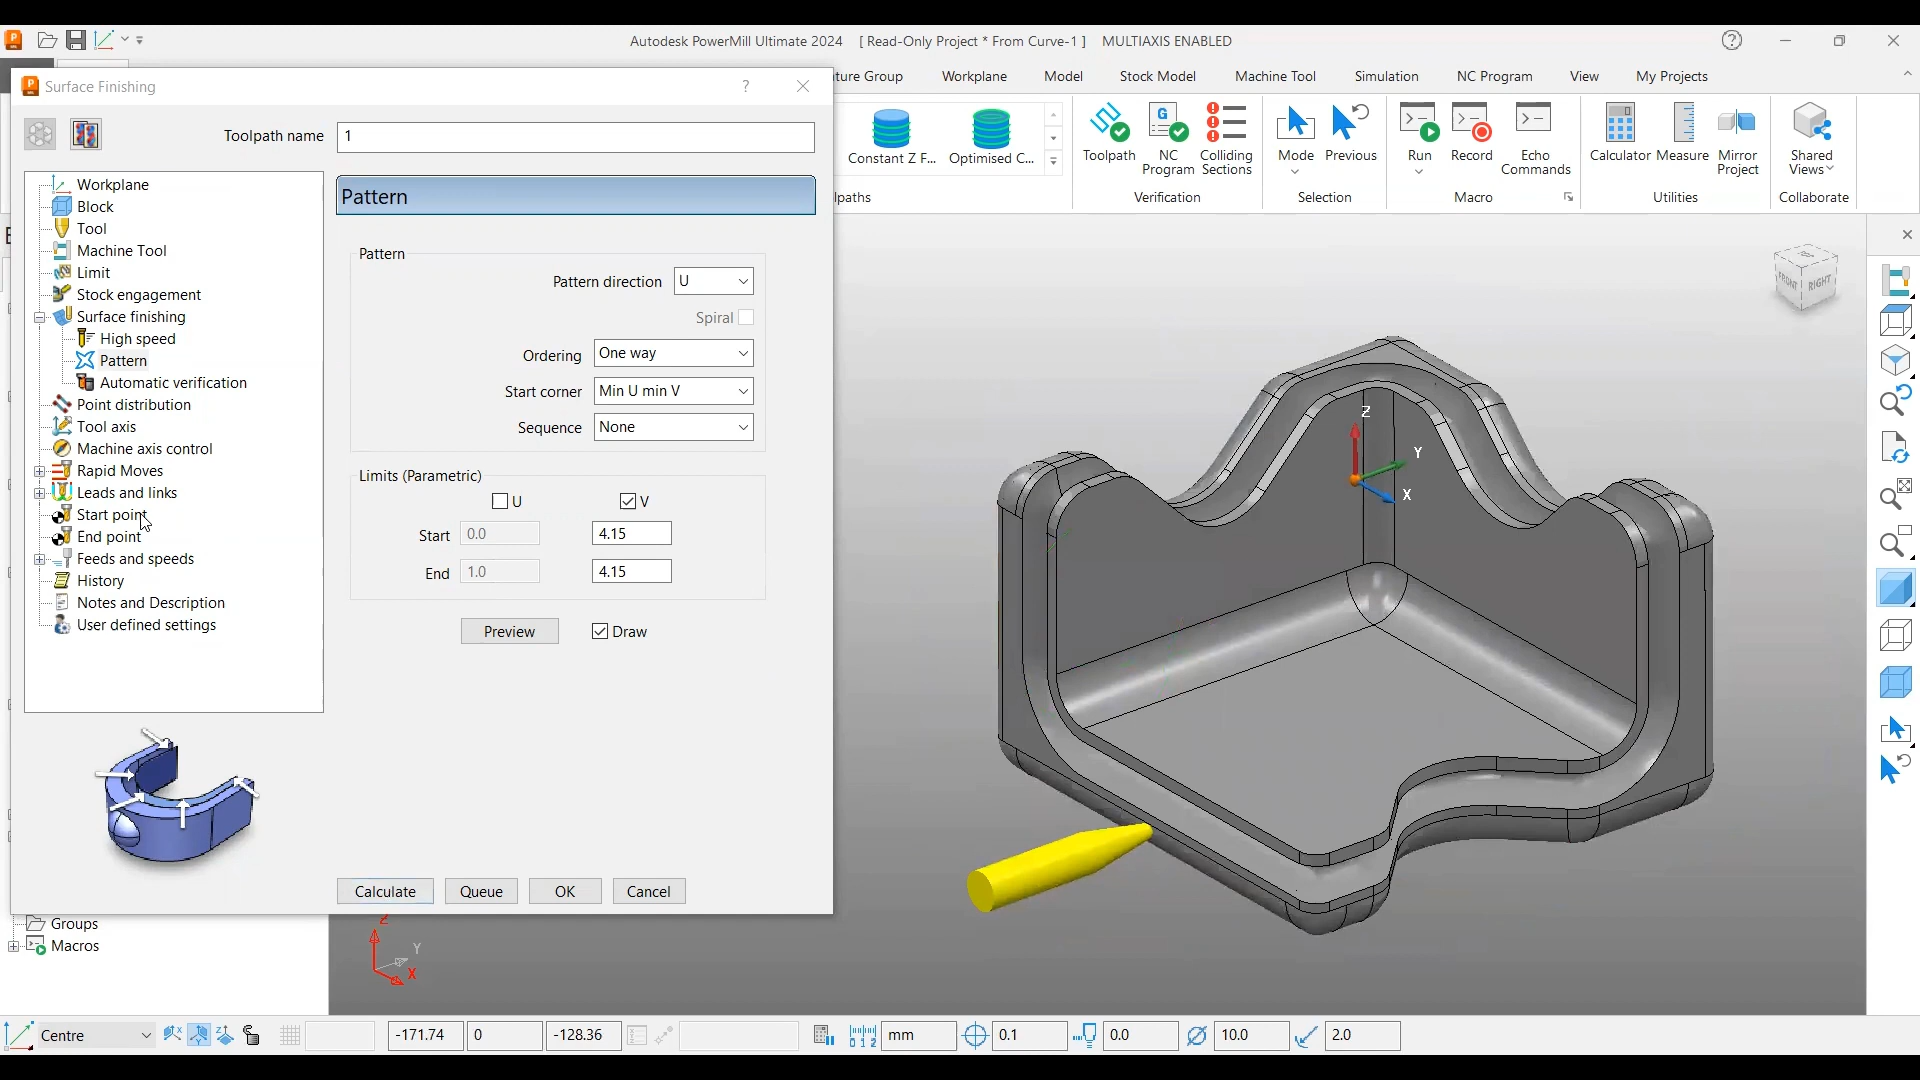 Autodesk PowerMill Ultimate 2024 [ Read-Only Project * From Curve-1 ] MULTIAXIS ENABLED
ture Group Workplane Model Stock Model Machine Tool Simulation NC Program View My Projects
Surface Finishing
Toolpath name 1
Constant Z F... Optimised C...
Toolpath NC Program Colliding Sections
Mode Previous
Run Record Echo Commands
Calculator Measure Mirror Project
Shared Views
paths Verification Selection Macro Utilities Collaborate
Workplane
Block
Tool
Machine Tool
Limit
Stock engagement
Surface finishing
High speed
Pattern
Automatic verification
Point distribution
Tool axis
Machine axis control
Rapid Moves
Leads and links
Start point
End point
Feeds and speeds
History
Notes and Description
User defined settings
Pattern
Pattern
Pattern direction U
Spiral
Ordering One way
Start corner Min U min V
Sequence None
Limits (Parametric)
U V
Start 0.0 4.15
End 1.0 4.15
Preview Draw
Calculate Queue OK Cancel
FRONT RIGHT
Z
Y
X
Groups
Macros
Z
Y
X
Centre -171.74 0 -128.36 mm 0.1 0.0 10.0 2.0